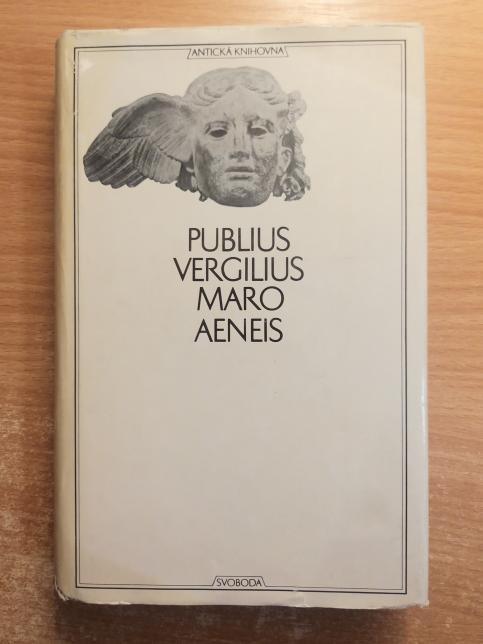 ANTICKÁ KNIHOVNA
PUBLIUS
VERGILIUS
MARO
AENEIS
SVOBODA